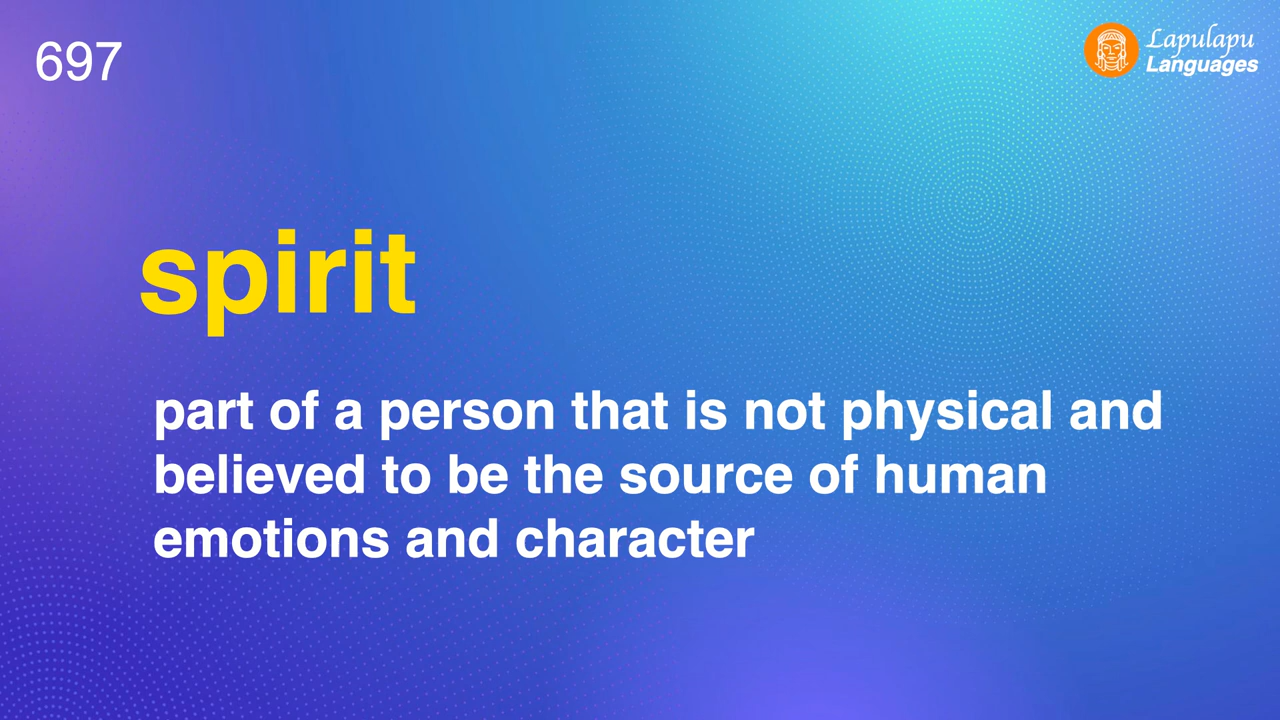 697
Lapulapu
Languages
spirit
part of a person that is not physical and
believed to be the source of human
emotions and character